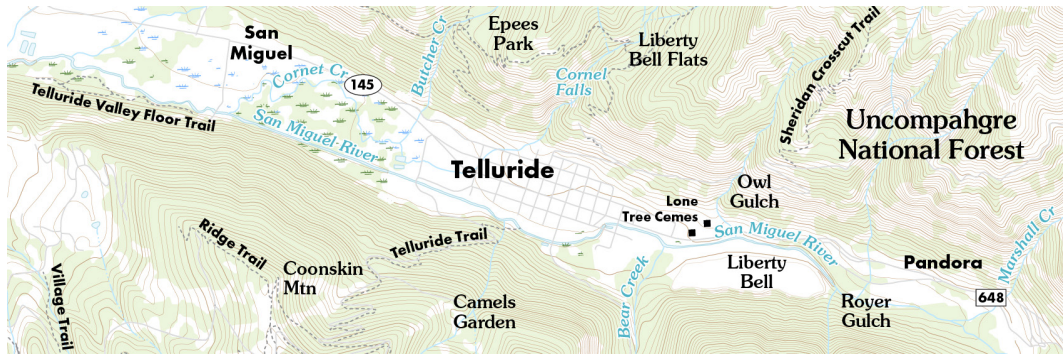 San
Miguel
Cornet Cr
145
Butcher Cr
Epees
Park
Liberty
Bell Flats
Cornel
Falls
Sheridan Crosscut Trail
Uncompahgre
National Forest
Telluride Valley Floor Trail
San Miguel River
Telluride
Owl
Gulch
Lone
Tree Cemes
San Miguel River
Marshall Cr
Ridge Trail
Telluride Trail
Village Trail
Coonskin
Mtn
Camels
Garden
Bear Creek
Liberty
Bell
Pandora
648
Royer
Gulch